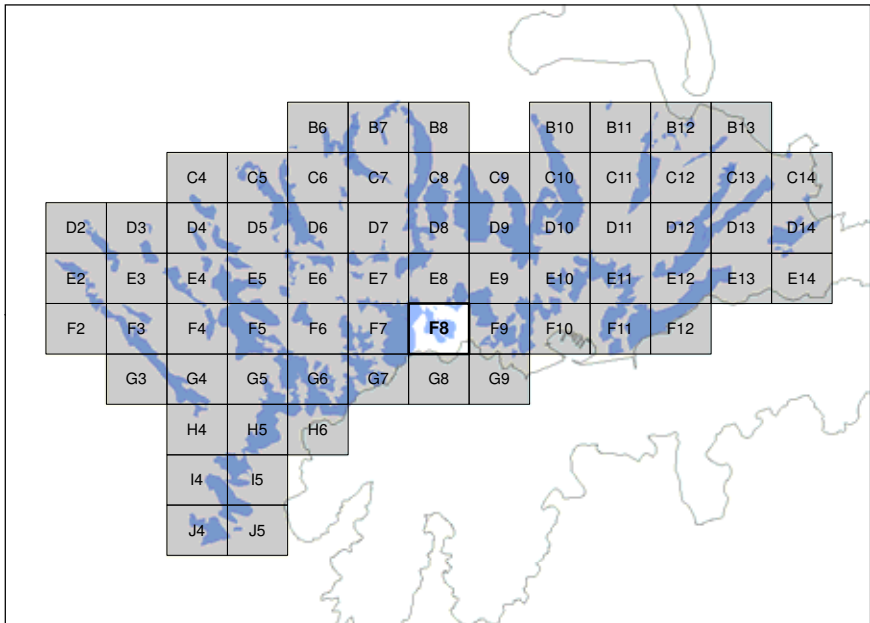 B6 B7 B8 B10 B11 B12 B13
C4 C5 C6 C7 C8 C9 C10 C11 C12 C13 C14
D2 D3 D4 D5 D6 D7 D8 D9 D10 D11 D12 D13 D14
E2 E3 E4 E5 E6 E7 E8 E9 E10 E11 E12 E13 E14
F2 F3 F4 F5 F6 F7 F8 F9 F10 F11 F12
G3 G4 G5 G6 G7 G8 G9
H4 H5 H6
I4 I5
J4 J5